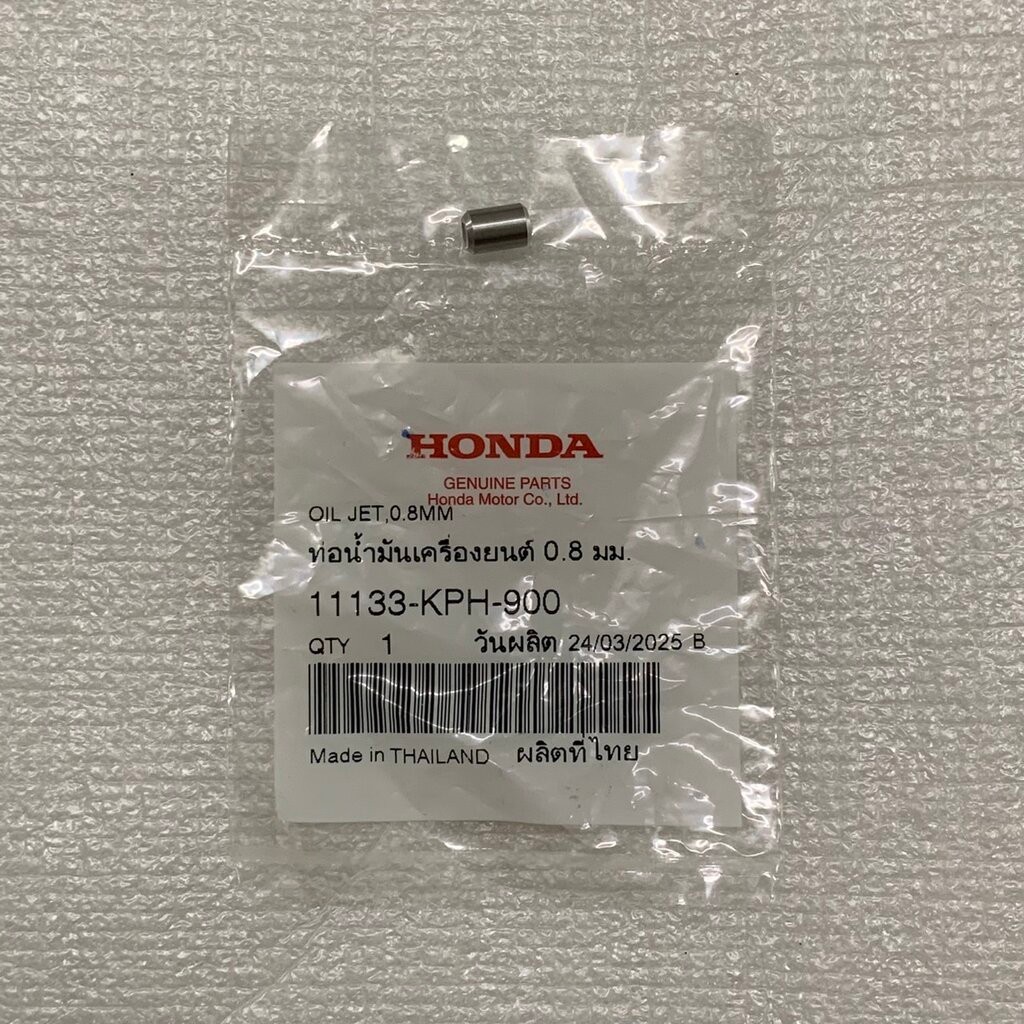 HONDA
GENUINE PARTS
Honda Motor Co., Ltd.
OIL JET,0.8MM
ท่อน้ำมันเครื่องยนต์ 0.8 มม.
11133-KPH-900
QTY 1 วันผลิต 24/03/2025 B
Made in THAILAND ผลิตที่ไทย